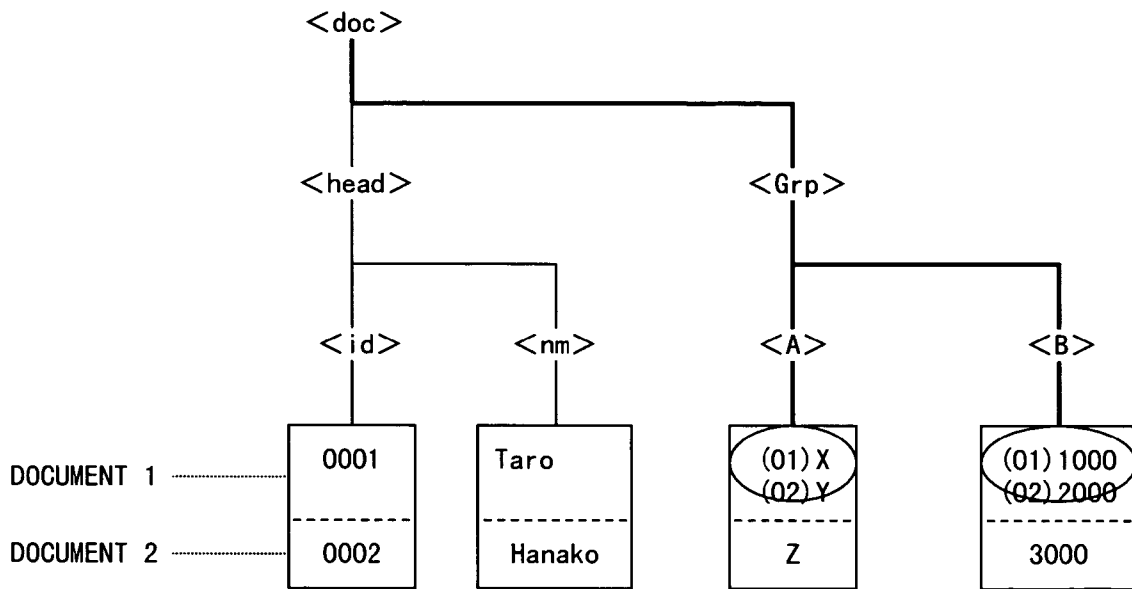 <doc>
<head> <Grp>
<id> <nm> <A> <B>
DOCUMENT 1 0001 Taro (01)X (01)1000
(02)Y (02)2000
DOCUMENT 2 0002 Hanako Z 3000